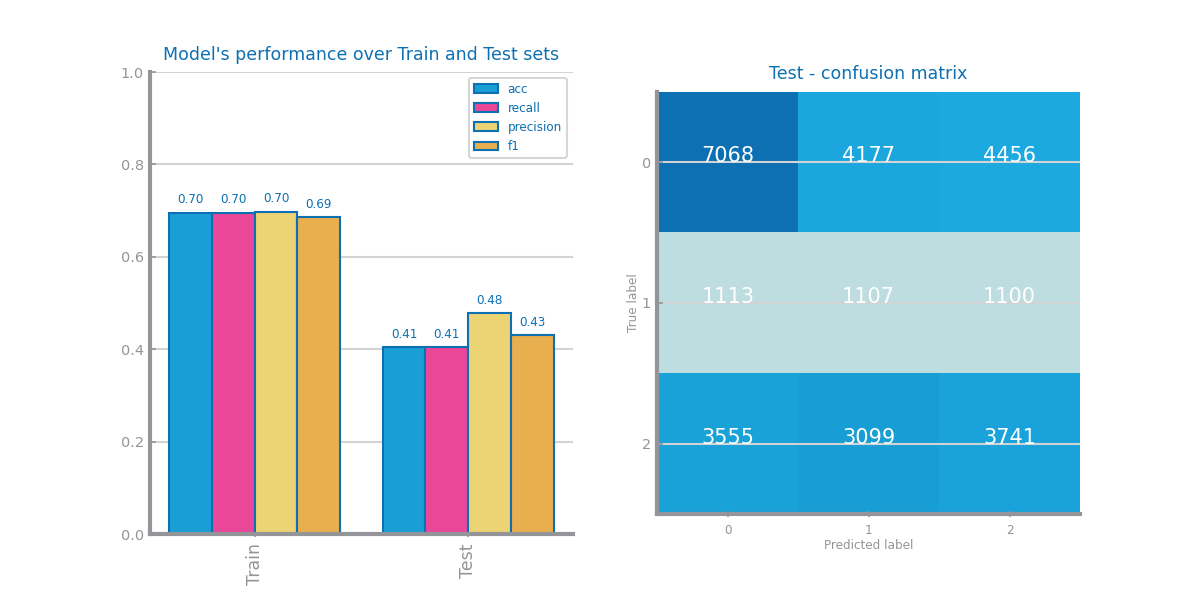 Model's performance over Train and Test sets
1.0
0.8
0.6
0.4
0.2
0.0
acc
recall
precision
f1
0.70 0.70 0.70 0.69
0.41 0.41 0.48 0.43
Train Test
Test - confusion matrix
True label
0 7068 4177 4456
1 1113 1107 1100
2 3555 3099 3741
0 1 2
Predicted label